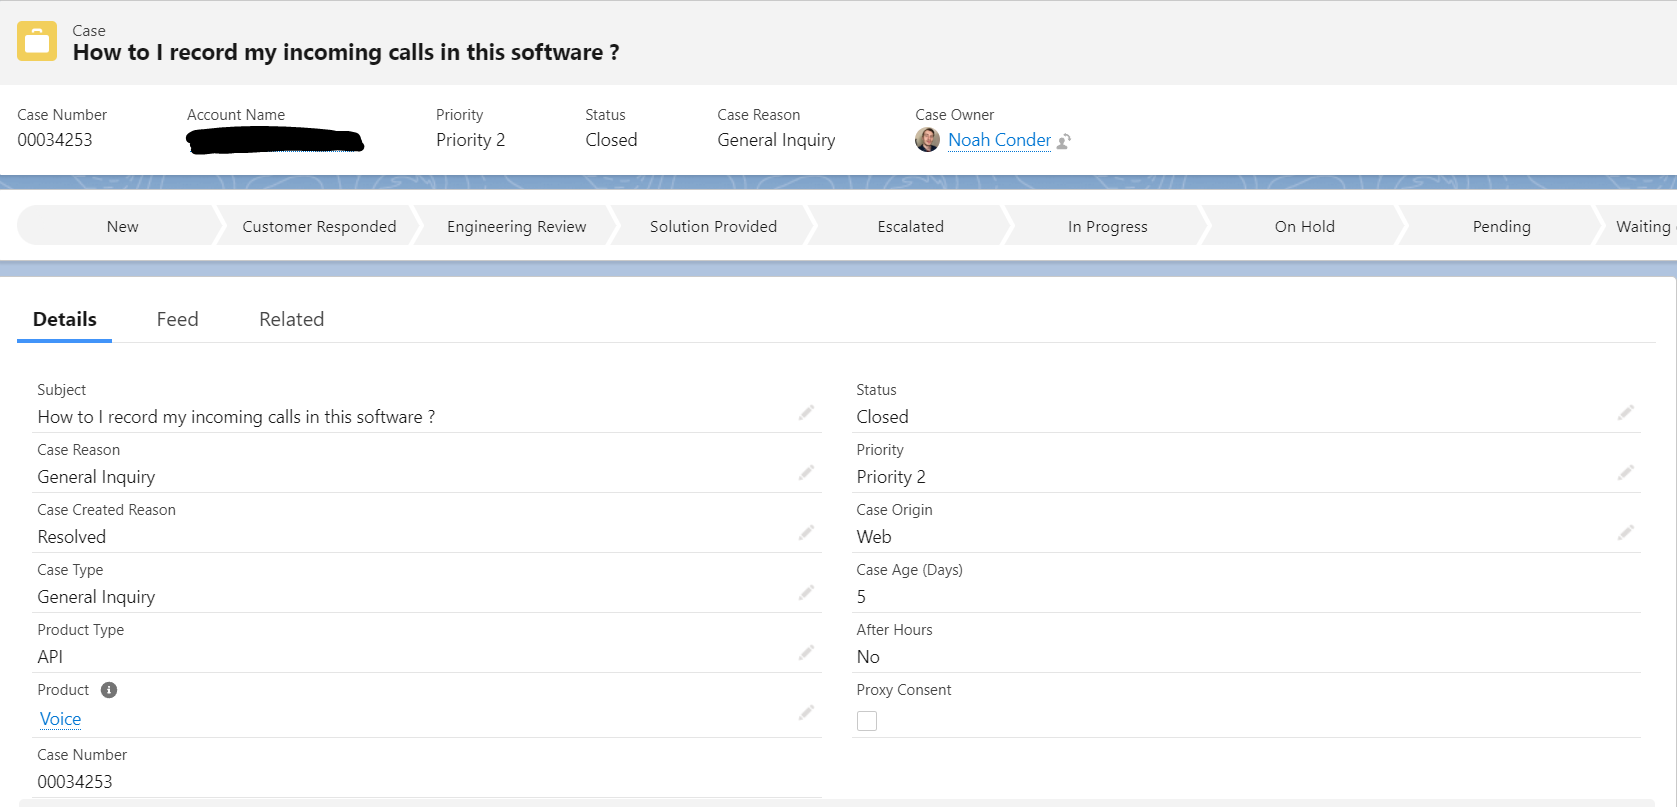 Case
How to I record my incoming calls in this software ?
Case Number Account Name Priority Status Case Reason Case Owner
00034253 Priority 2 Closed General Inquiry Noah Conder
New Customer Responded Engineering Review Solution Provided Escalated In Progress On Hold Pending Waiting
Details Feed Related
Subject
How to I record my incoming calls in this software ?
Case Reason
General Inquiry
Case Created Reason
Resolved
Case Type
General Inquiry
Product Type
API
Product
Voice
Case Number
00034253
Status
Closed
Priority
Priority 2
Case Origin
Web
Case Age (Days)
5
After Hours
No
Proxy Consent